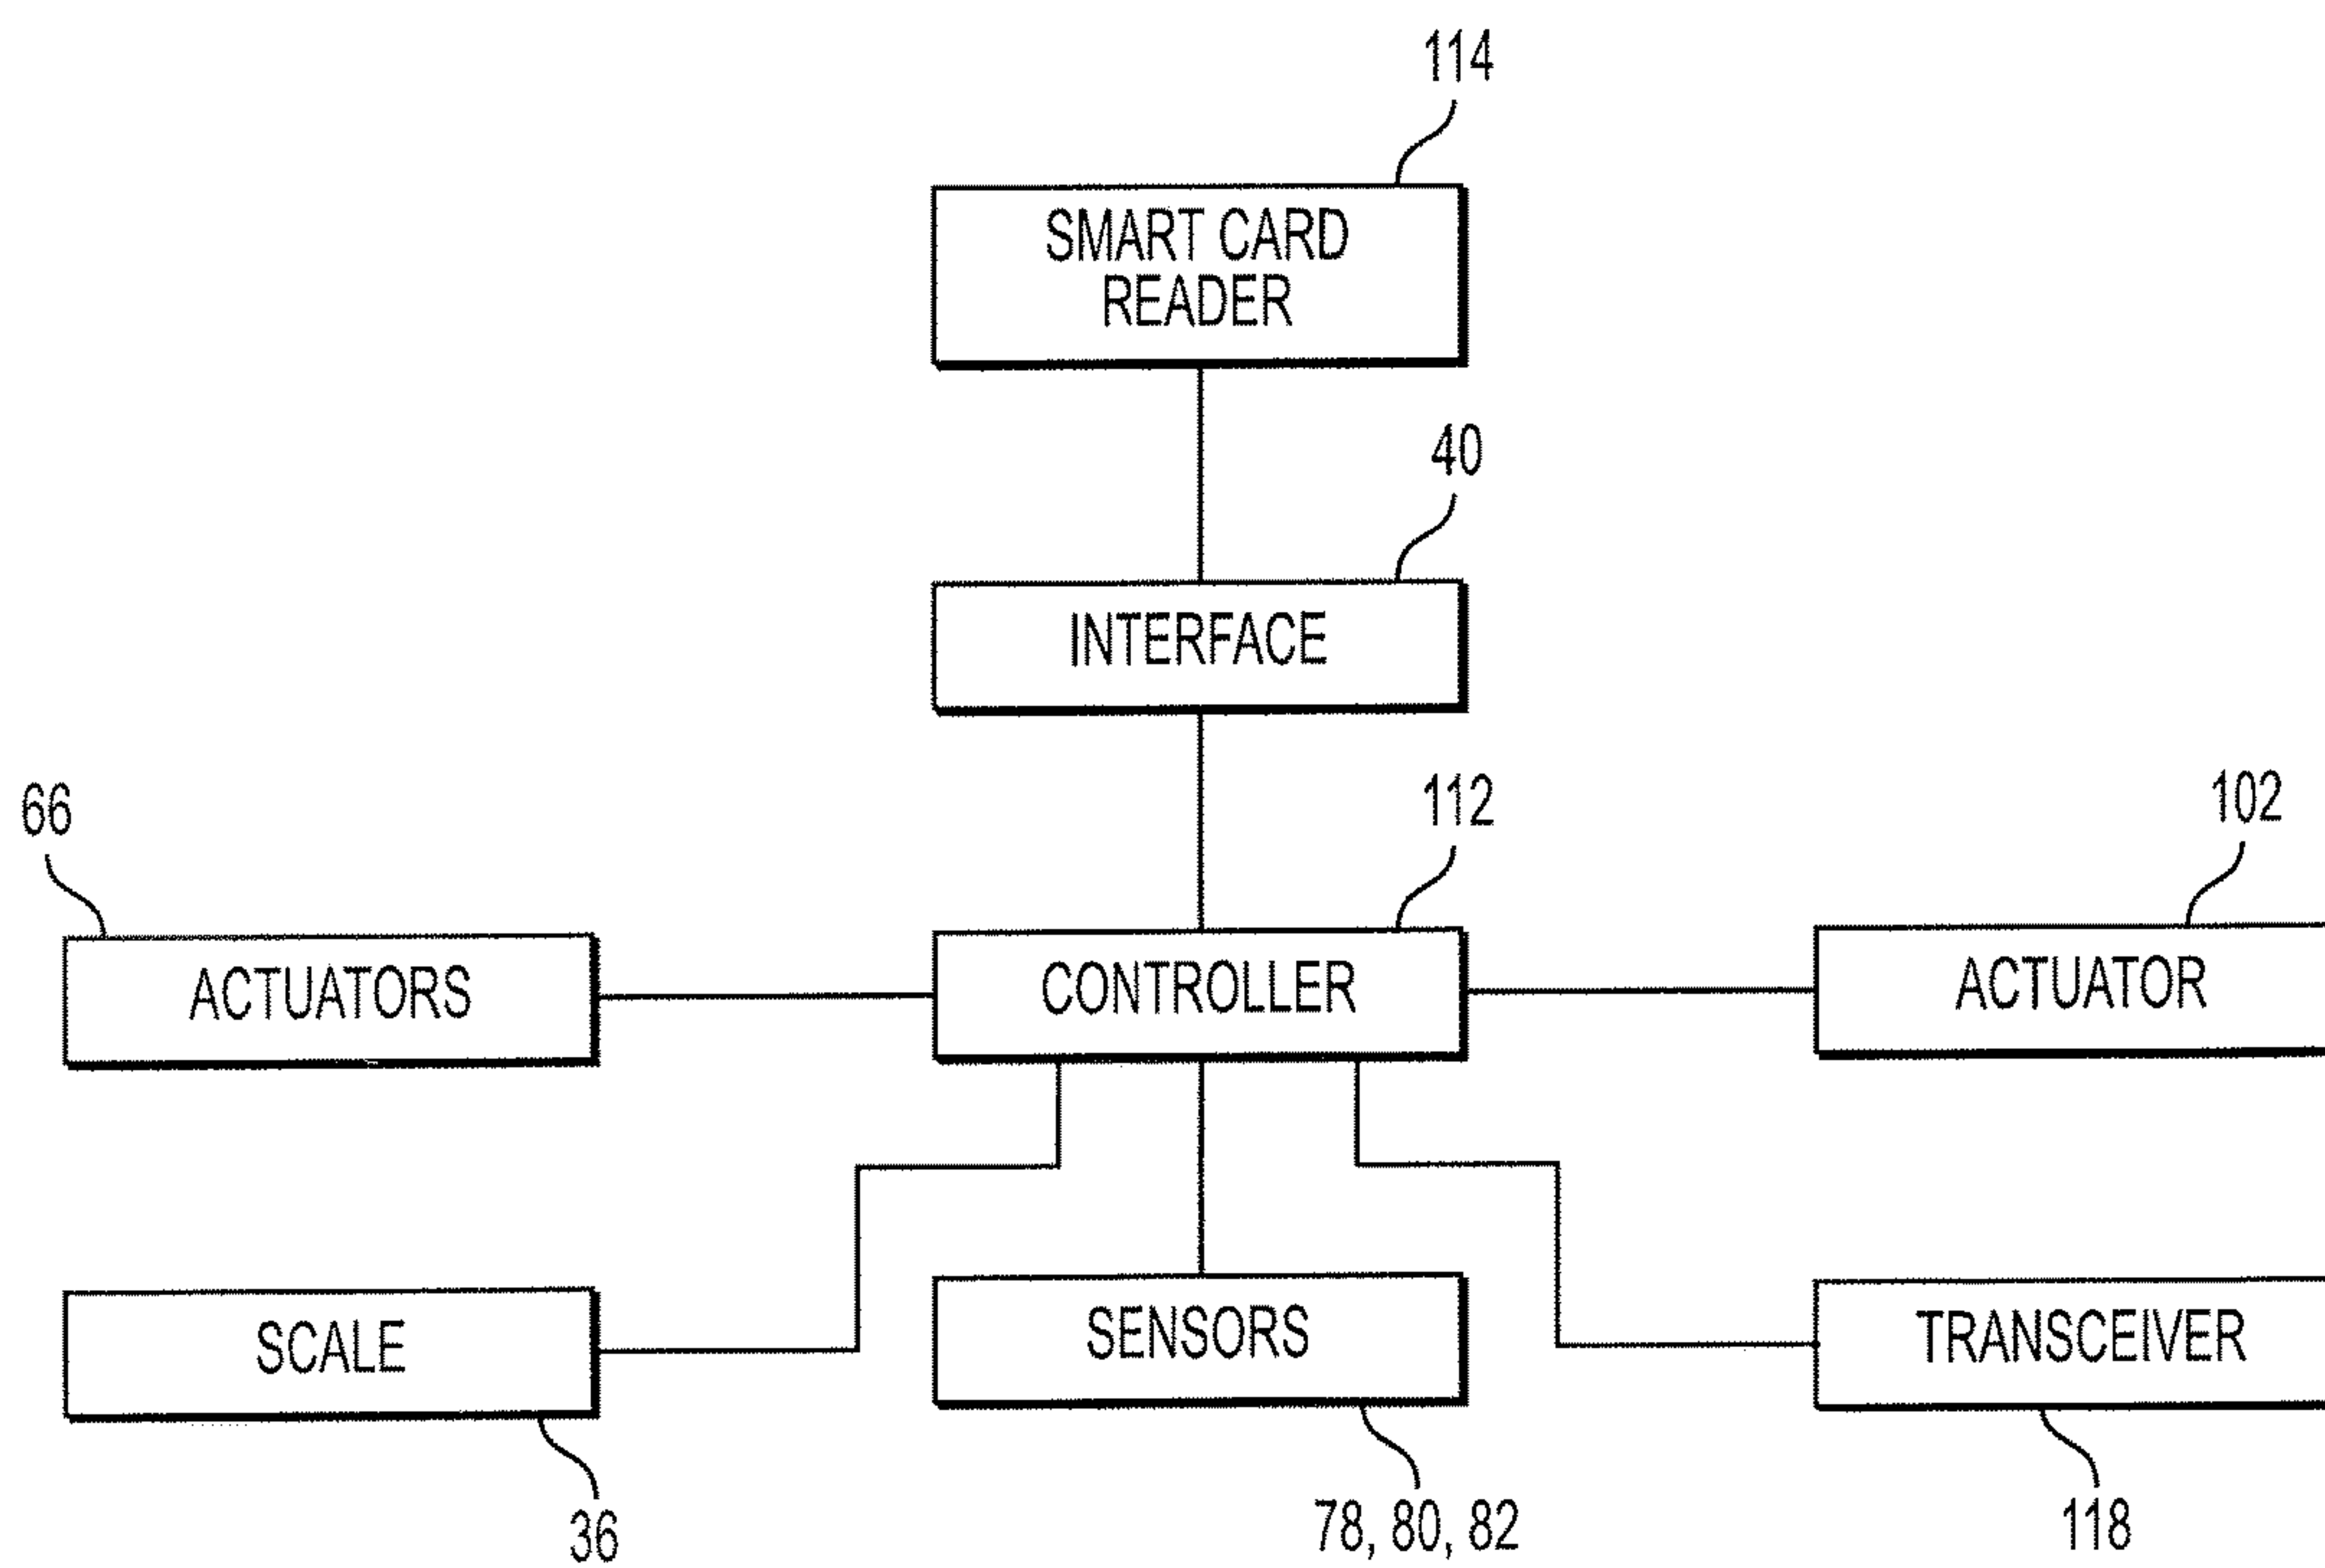 114
SMART CARD
READER
40
INTERFACE
66
112
102
ACTUATORS
CONTROLLER
ACTUATOR
SCALE
SENSORS
TRANSCEIVER
36
78, 80, 82
118